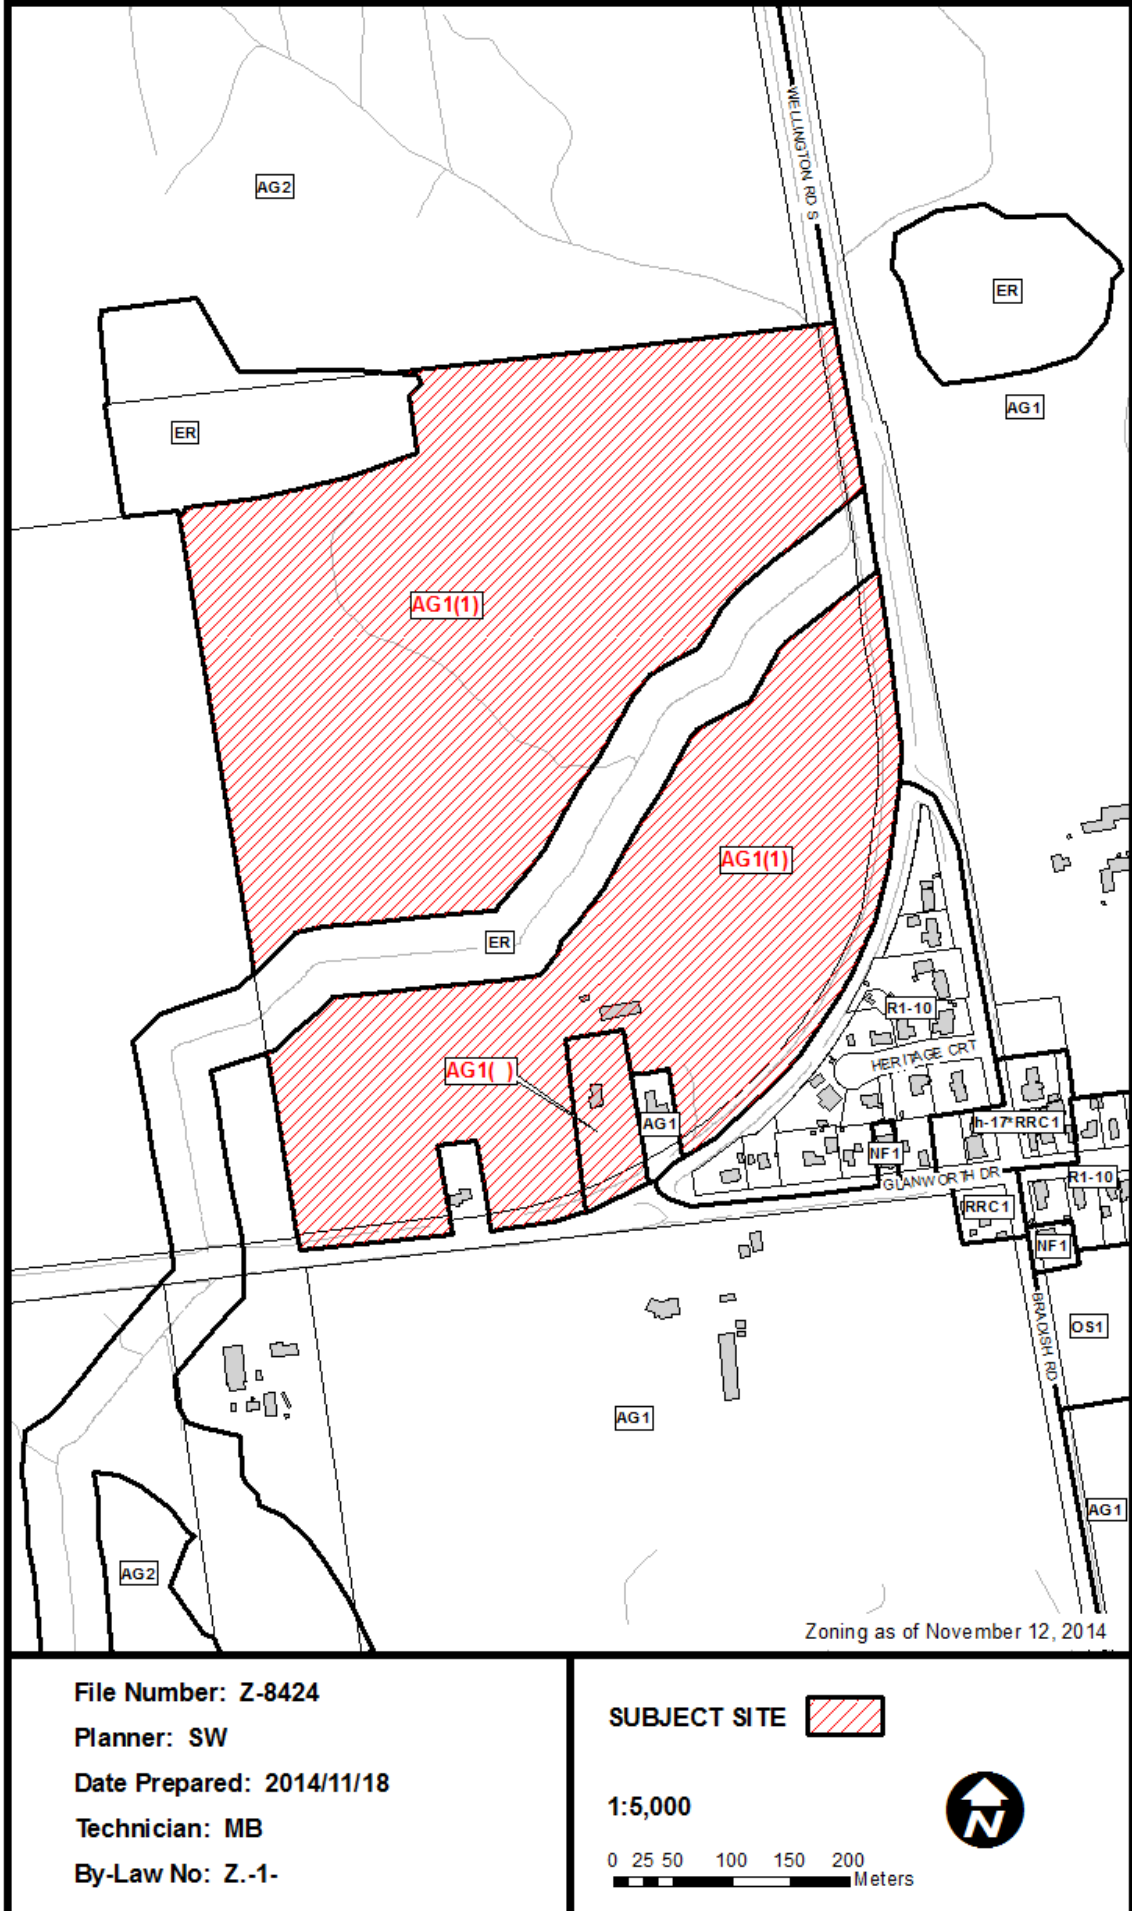 WELLINGTON RD S
AG2
ER
AG1
ER
AG1(1)
AG1(1)
ER
R1-10
HERITAGE CRT
AG1( )
AG1
h-17*RRC1
NF1
GLANWORTH DR
R1-10
RRC1
NF1
BRADISH RD
OS1
AG1
AG1
AG2
Zoning as of November 12, 2014
File Number: Z-8424
Planner: SW
Date Prepared: 2014/11/18
Technician: MB
By-Law No: Z.-1-
SUBJECT SITE
1:5,000
N
0 25 50 100 150 200
Meters